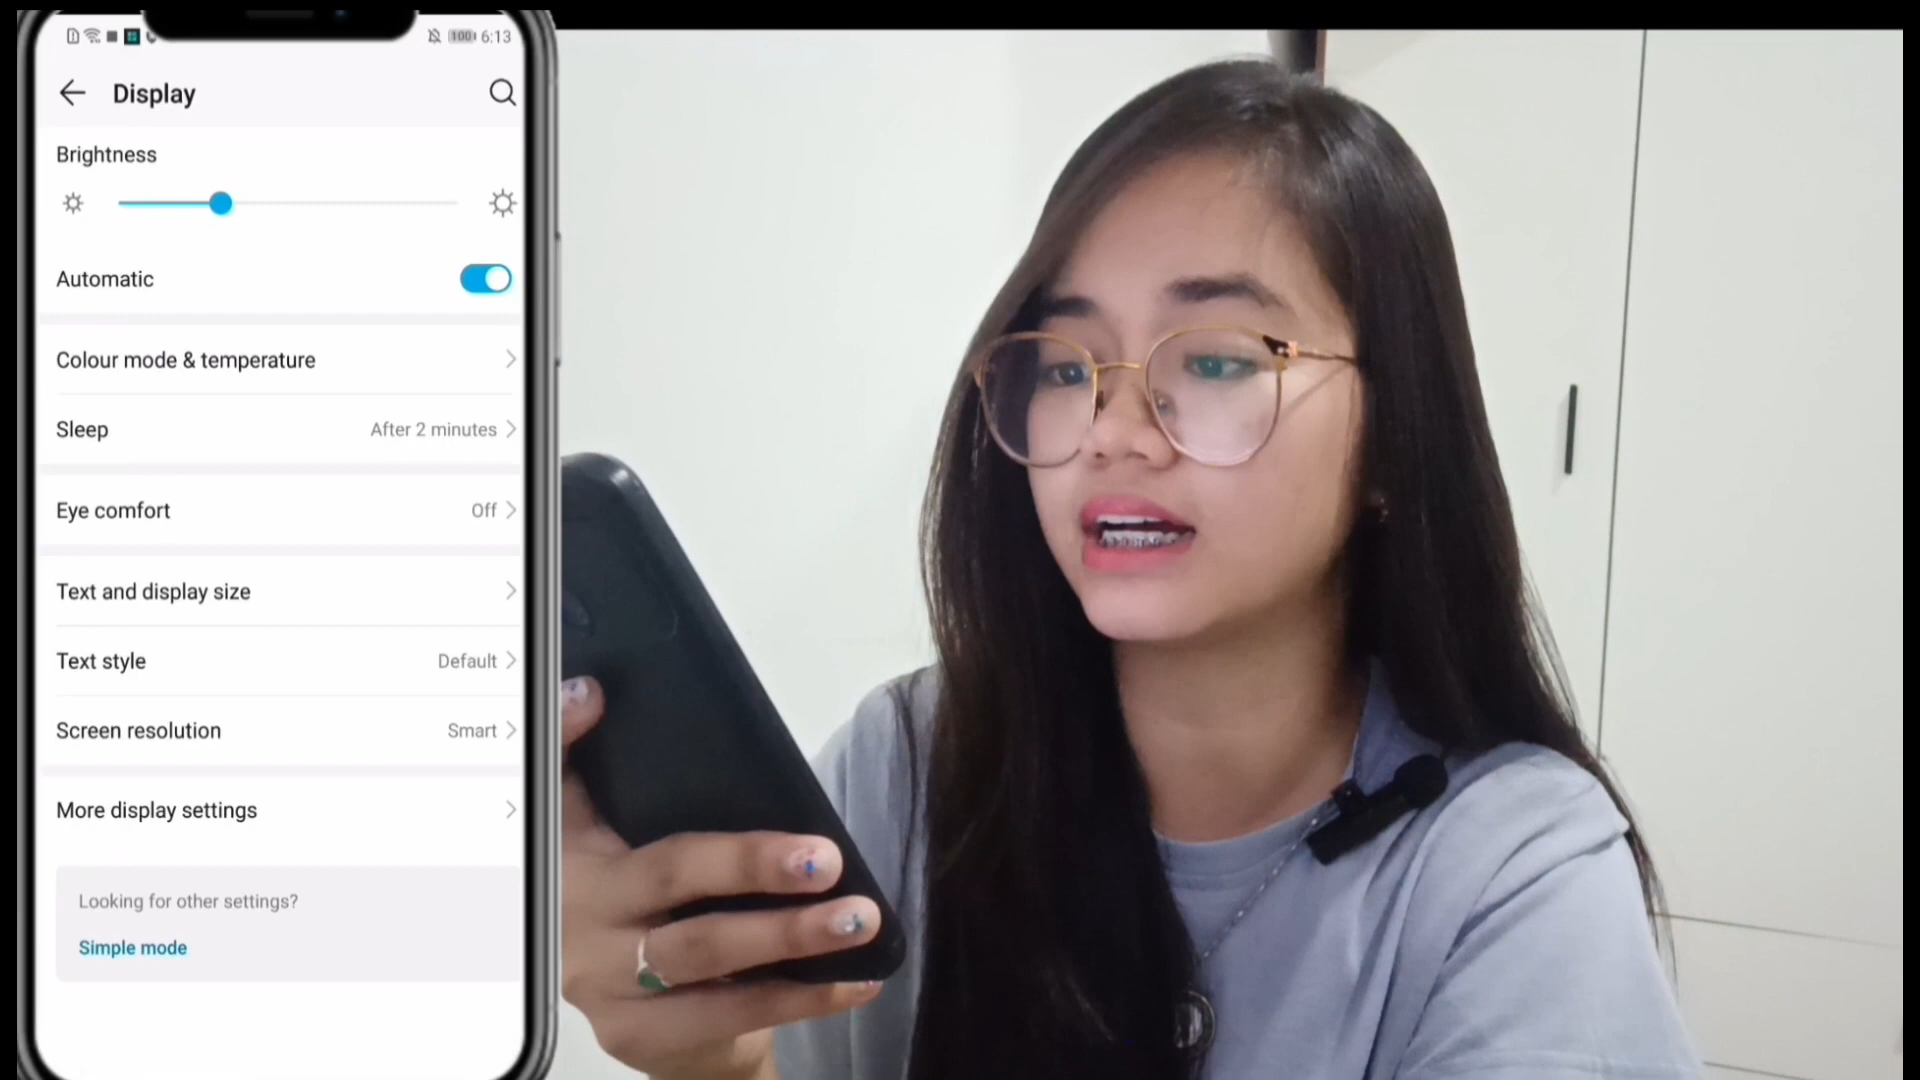 100 6:13
Display
Brightness
Automatic
Colour mode & temperature
Sleep After 2 minutes
Eye comfort Off
Text and display size
Text style Default
Screen resolution Smart
More display settings
Looking for other settings?
Simple mode